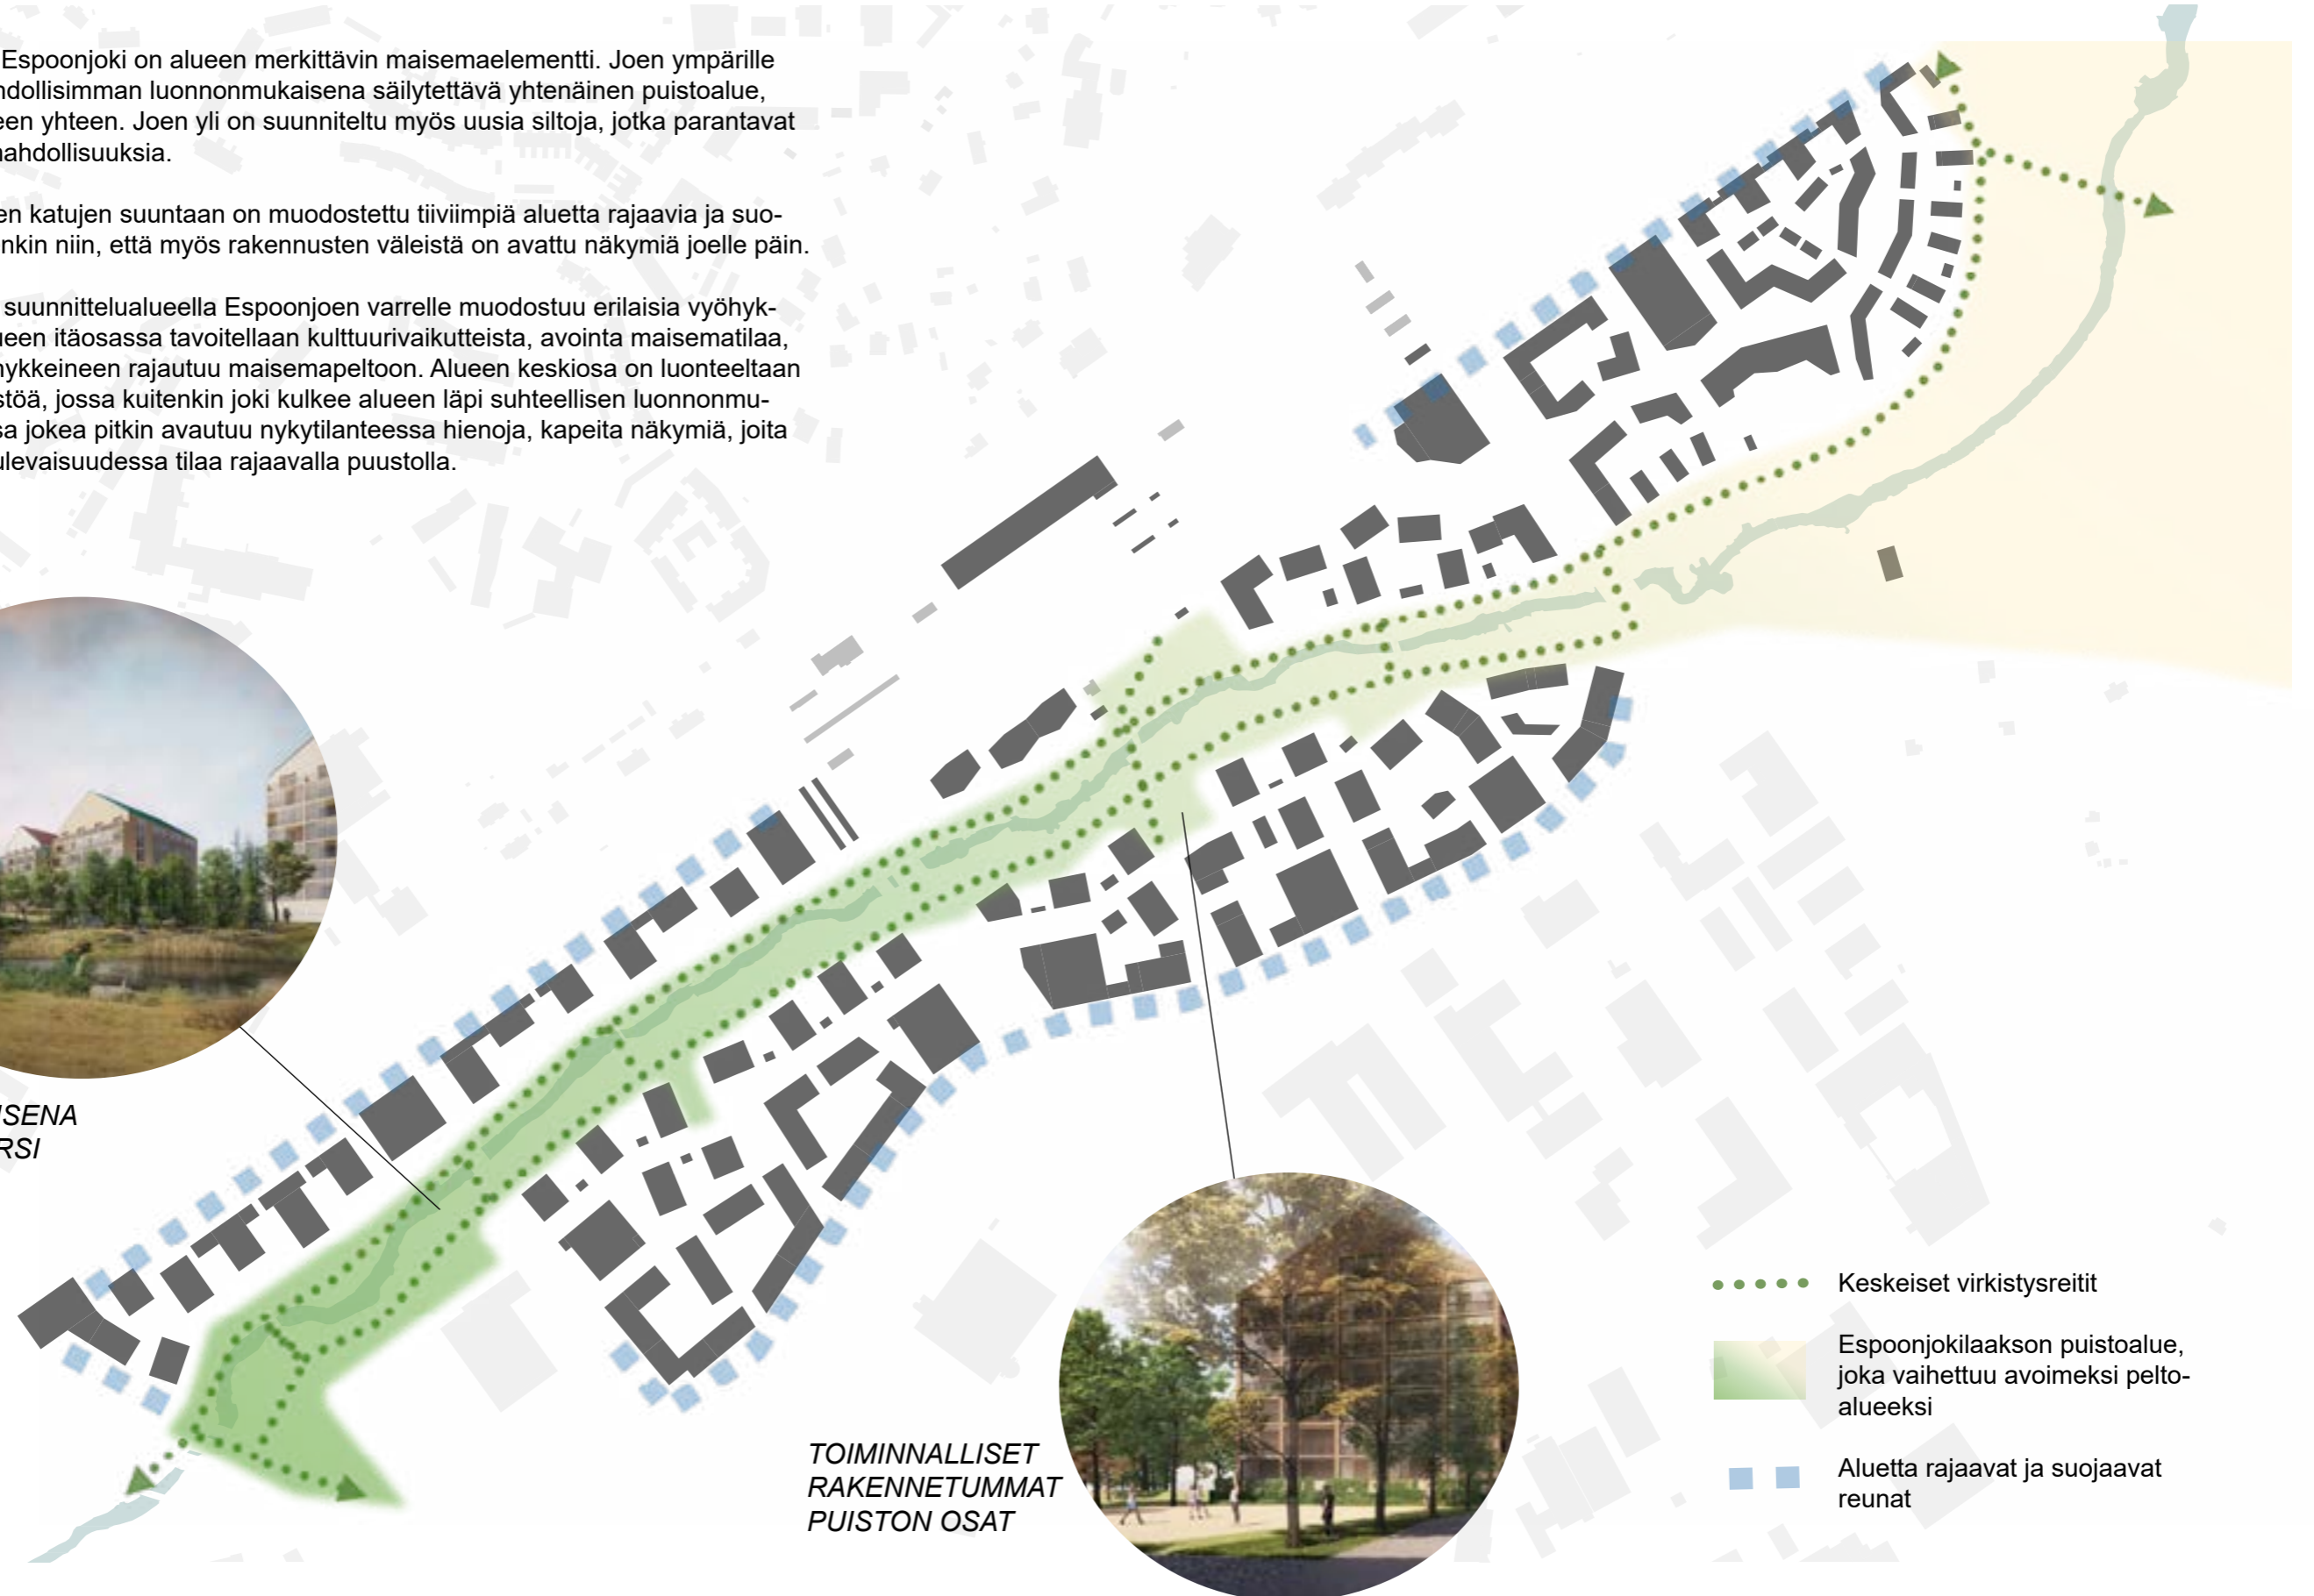 Espoonjoki on alueen merkittävin maisemaelementti. Joen ympärille
hdollisimman luonnonmukaisena säilytettävä yhtenäinen puistoalue,
een yhteen. Joen yli on suunniteltu myös uusia siltoja, jotka parantavat
nahdollisuuksia.
en katujen suuntaan on muodostettu tiiviimpiä aluetta rajaavia ja suo-
nkin niin, että myös rakennusten väleistä on avattu näkymiä joelle päin.
suunnittelualueella Espoonjoen varrelle muodostuu erilaisia vyöhyk-
ueen itäosassa tavoitellaan kulttuurivaikutteista, avointa maisematilaa,
nykkeineen rajautuu maisemapeltoon. Alueen keskiosa on luonteeltaan
stöä, jossa kuitenkin joki kulkee alueen läpi suhteellisen luonnonmu-
sa jokea pitkin avautuu nykytilanteessa hienoja, kapeita näkymiä, joita
ulevaisuudessa tilaa rajaavalla puustolla.
ISENA
RSI
TOIMINNALLISET
RAKENNETUMMAT
PUISTON OSAT
Keskeiset virkistysreitit
Espoonjokilaakson puistoalue,
joka vaihettuu avoimeksi pelto-
alueeksi
Aluetta rajaavat ja suojaavat
reunat